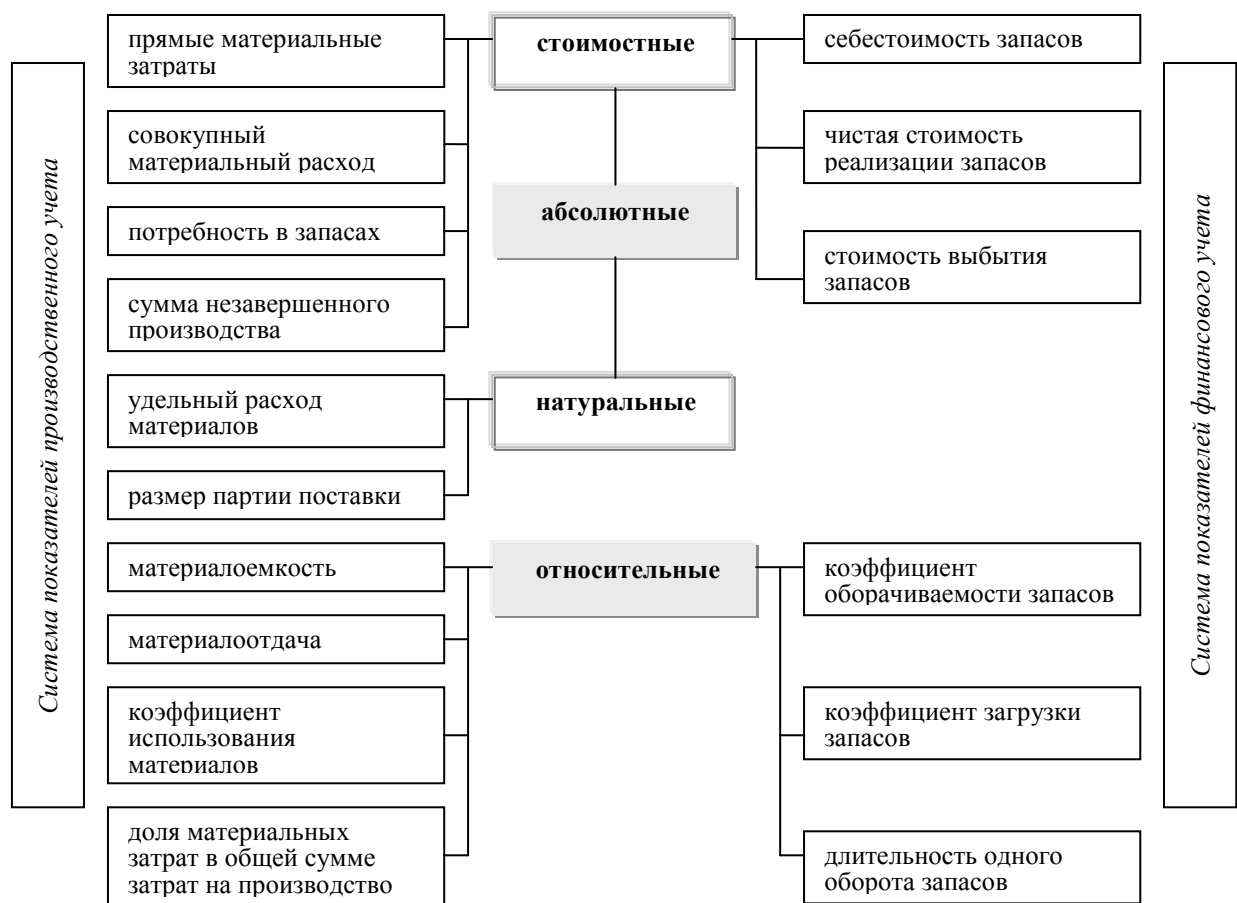 Система показателей производственного учета
прямые материальные
затраты
совокупный
материальный расход
потребность в запасах
сумма незавершенного
производства
удельный расход
материалов
размер партии поставки
материалоемкость
материалоотдача
коэффициент
использования
материалов
доля материальных
затрат в общей сумме
затрат на производство
стоимостные
абсолютные
натуральные
относительные
себестоимость запасов
чистая стоимость
реализации запасов
стоимость выбытия
запасов
коэффициент
оборачиваемости запасов
коэффициент загрузки
запасов
длительность одного
оборота запасов
Система показателей финансового учета